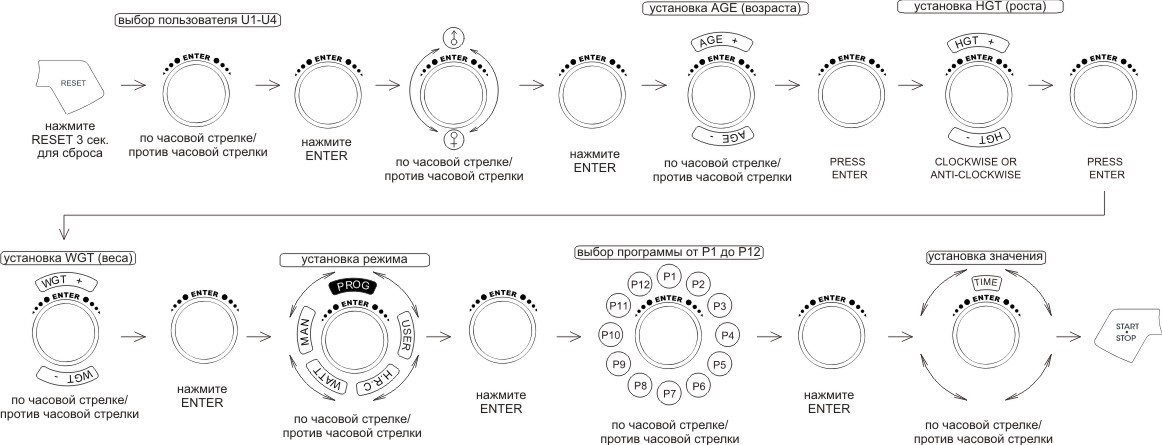 выбор пользователя U1-U4
установка AGE (возраста)
установка HGT (роста)
RESET
ENTER
ENTER
ENTER
ENTER
AGE +
ENTER
AGE -
ENTER
HGT +
ENTER
HGT -
ENTER
нажмите
RESET 3 сек.
для сброса
по часовой стрелке/
против часовой стрелки
нажмите
ENTER
по часовой стрелке/
против часовой стрелки
нажмите
ENTER
по часовой стрелке/
против часовой стрелки
PRESS
ENTER
CLOCKWISE OR
ANTI-CLOCKWISE
PRESS
ENTER
установка WGT (веса)
установка режима
выбор программы от P1 до P12
установка значения
WGT +
ENTER
WGT -
ENTER
PROG
ENTER
MAN
USER
WATT
H.R.C
ENTER
P1
P2
P3
P4
P5
P6
P7
P8
P9
P10
P11
P12
ENTER
ENTER
TIME
ENTER
START
STOP
по часовой стрелке/
против часовой стрелки
нажмите
ENTER
по часовой стрелке/
против часовой стрелки
нажмите
ENTER
по часовой стрелке/
против часовой стрелки
нажмите
ENTER
по часовой стрелке/
против часовой стрелки